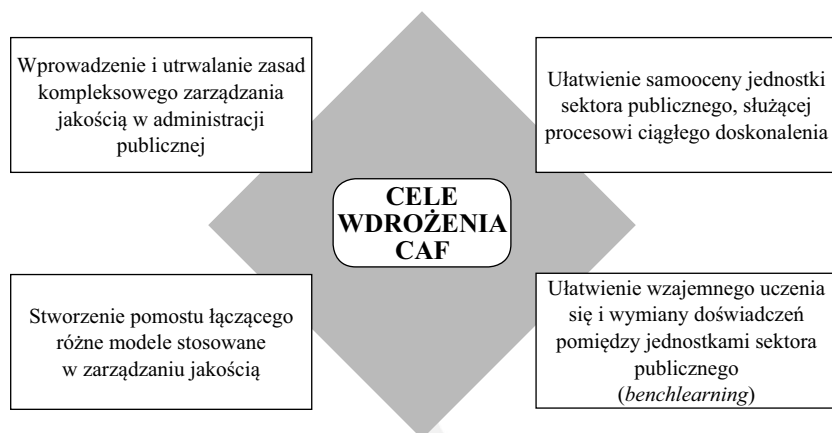 Wprowadzenie i utrwalanie zasad
kompleksowego zarządzania
jakością w administracji
publicznej
Ułatwienie samooceny jednostki
sektora publicznego, służącej
procesowi ciągłego doskonalenia
CELE
WDROŻENIA
CAF
Stworzenie pomostu łączącego
różne modele stosowane
w zarządzaniu jakością
Ułatwienie wzajemnego uczenia
się i wymiany doświadczeń
pomiędzy jednostkami sektora
publicznego
(benchlearning)